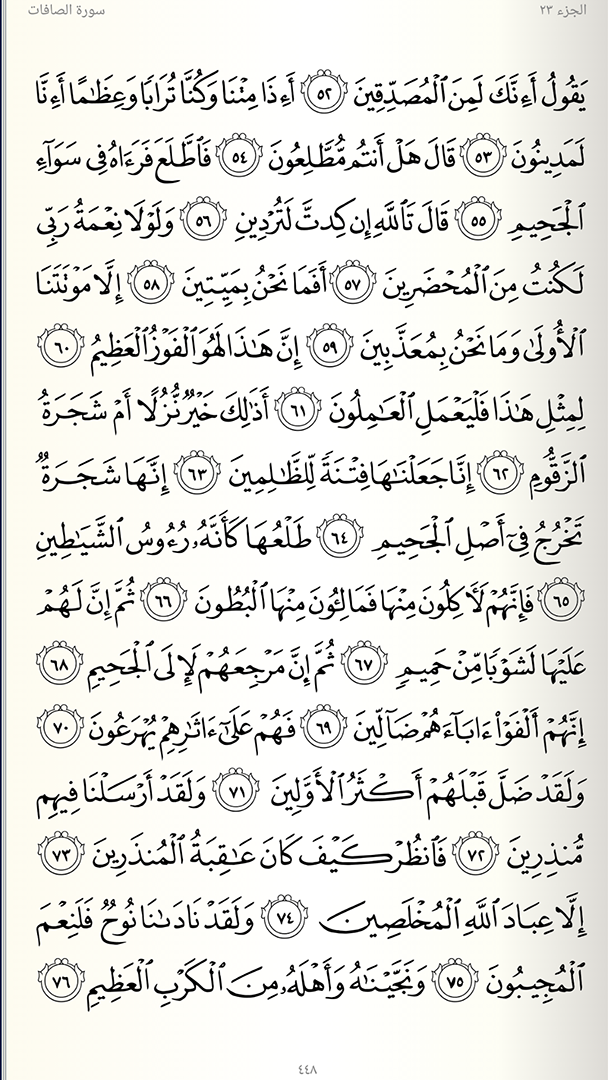 الجزء ٢٣
سورة الصافات
يَقُولُ أَءِنَّكَ لَمِنَ ٱلْمُصَدِّقِينَ ٥٢ أَءِذَا مِتْنَا وَكُنَّا تُرَابًا وَعِظَـٰمًا أَءِنَّا
لَمَدِينُونَ ٥٣ قَالَ هَلْ أَنتُم مُّطَّلِعُونَ ٥٤ فَٱطَّلَعَ فَرَءَاهُ فِى سَوَآءِ
ٱلْجَحِيمِ ٥٥ قَالَ تَٱللَّهِ إِن كِدتَّ لَتُرْدِينِ ٥٦ وَلَوْلَا نِعْمَةُ رَبِّى
لَكُنتُ مِنَ ٱلْمُحْضَرِينَ ٥٧ أَفَمَا نَحْنُ بِمَيِّتِينَ ٥٨ إِلَّا مَوْتَتَنَا
ٱلْأُولَىٰ وَمَا نَحْنُ بِمُعَذَّبِينَ ٥٩ إِنَّ هَـٰذَا لَهُوَ ٱلْفَوْزُ ٱلْعَظِيمُ ٦٠
لِمِثْلِ هَـٰذَا فَلْيَعْمَلِ ٱلْعَـٰمِلُونَ ٦١ أَذَٰلِكَ خَيْرٌ نُّزُلًا أَمْ شَجَرَةُ
ٱلزَّقُّومِ ٦٢ إِنَّا جَعَلْنَـٰهَا فِتْنَةً لِّلظَّـٰلِمِينَ ٦٣ إِنَّهَا شَجَرَةٌ
تَخْرُجُ فِىٓ أَصْلِ ٱلْجَحِيمِ ٦٤ طَلْعُهَا كَأَنَّهُۥ رُءُوسُ ٱلشَّيَـٰطِينِ
٦٥ فَإِنَّهُمْ لَـَٔاكِلُونَ مِنْهَا فَمَالِـُٔونَ مِنْهَا ٱلْبُطُونَ ٦٦ ثُمَّ إِنَّ لَهُمْ
عَلَيْهَا لَشَوْبًا مِّنْ حَمِيمٍ ٦٧ ثُمَّ إِنَّ مَرْجِعَهُمْ لَإِلَى ٱلْجَحِيمِ ٦٨
إِنَّهُمْ أَلْفَوْا۟ ءَابَآءَهُمْ ضَآلِّينَ ٦٩ فَهُمْ عَلَىٰٓ ءَاثَـٰرِهِمْ يُهْرَعُونَ ٧٠
وَلَقَدْ ضَلَّ قَبْلَهُمْ أَكْثَرُ ٱلْأَوَّلِينَ ٧١ وَلَقَدْ أَرْسَلْنَا فِيهِم
مُّنذِرِينَ ٧٢ فَٱنظُرْ كَيْفَ كَانَ عَـٰقِبَةُ ٱلْمُنذَرِينَ ٧٣
إِلَّا عِبَادَ ٱللَّهِ ٱلْمُخْلَصِينَ ٧٤ وَلَقَدْ نَادَىٰنَا نُوحٌ فَلَنِعْمَ
ٱلْمُجِيبُونَ ٧٥ وَنَجَّيْنَـٰهُ وَأَهْلَهُۥ مِنَ ٱلْكَرْبِ ٱلْعَظِيمِ ٧٦
٤٤٨